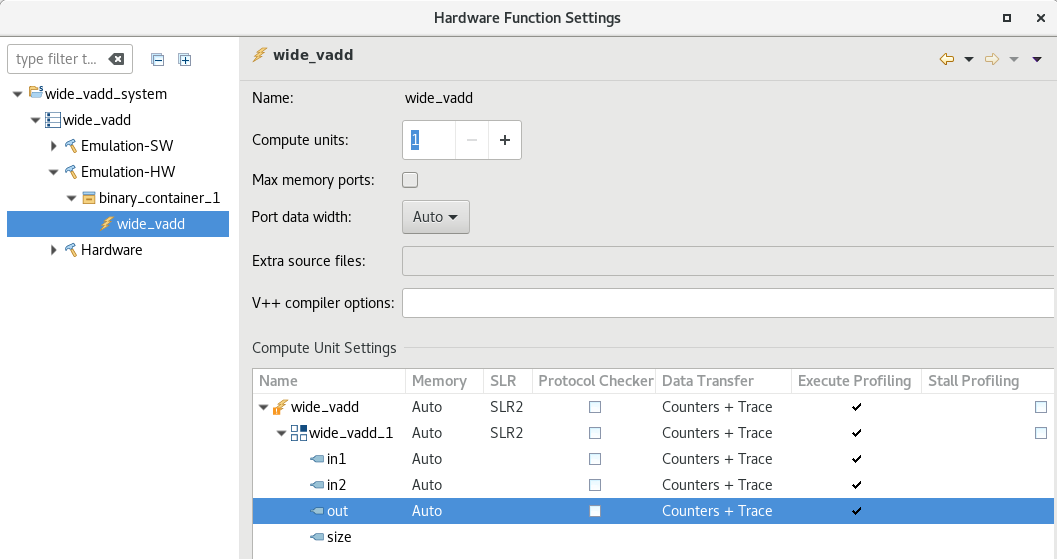 Hardware Function Settings
type filter t...
wide_vadd_system
wide_vadd
Emulation-SW
Emulation-HW
binary_container_1
wide_vadd
Hardware
wide_vadd
Name: wide_vadd
Compute units: 1
Max memory ports:
Port data width: Auto
Extra source files:
V++ compiler options:
Compute Unit Settings
Name Memory SLR Protocol Checker Data Transfer Execute Profiling Stall Profiling
wide_vadd Auto SLR2 Counters + Trace
wide_vadd_1 Auto SLR2 Counters + Trace
in1 Auto Counters + Trace
in2 Auto Counters + Trace
out Auto Counters + Trace
size